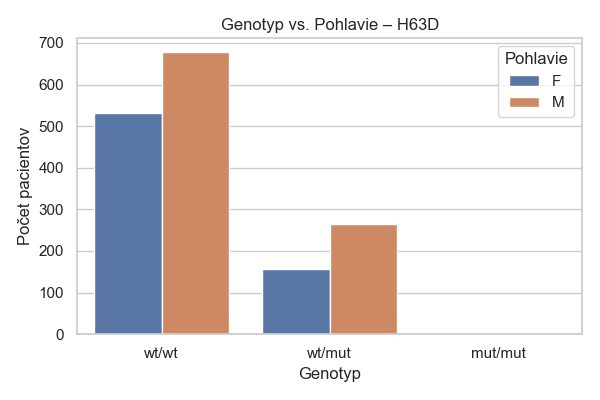 Genotyp vs. Pohlavie – H63D
Počet pacientov
700
600
500
400
300
200
100
0
Pohlavie
F
M
wt/wt
wt/mut
mut/mut
Genotyp